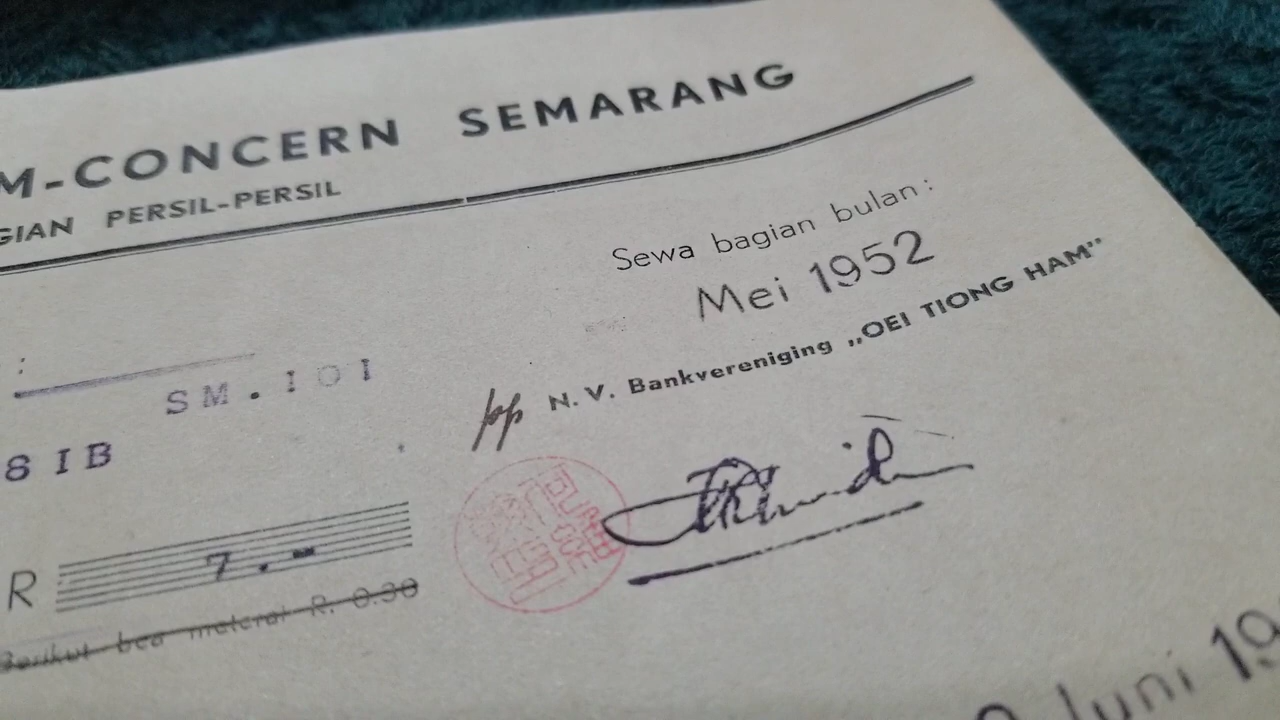 M-CONCERN SEMARANG
GIAN PERSIL-PERSIL
Sewa bagian bulan:
Mei 1952
pp N. V. Bankvereniging „OEI TIONG HAM”
:
SM.101
8 IB
R 7.-
Berikut bea meterai R. 0.30
Juni 19